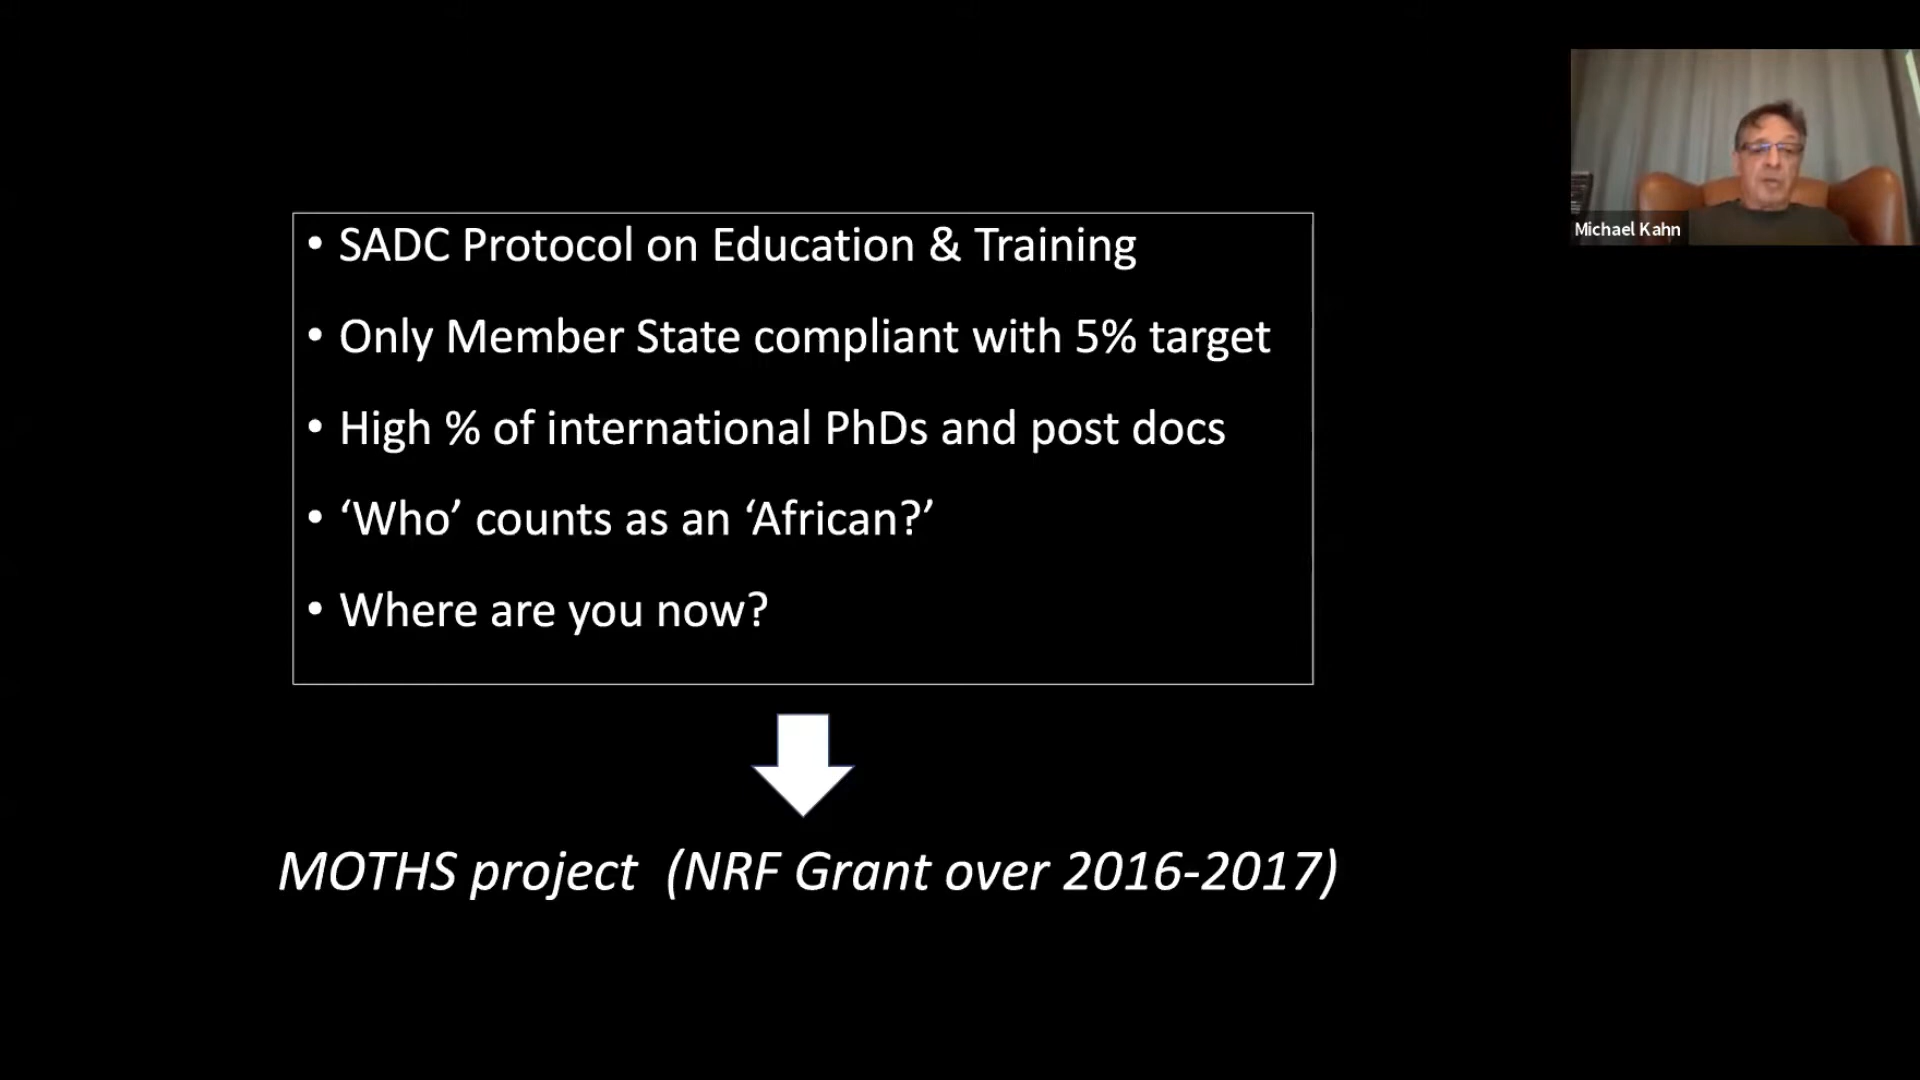 • SADC Protocol on Education & Training
• Only Member State compliant with 5% target
• High % of international PhDs and post docs
• ‘Who’ counts as an ‘African?’
• Where are you now?
MOTHS project (NRF Grant over 2016-2017)
Michael Kahn